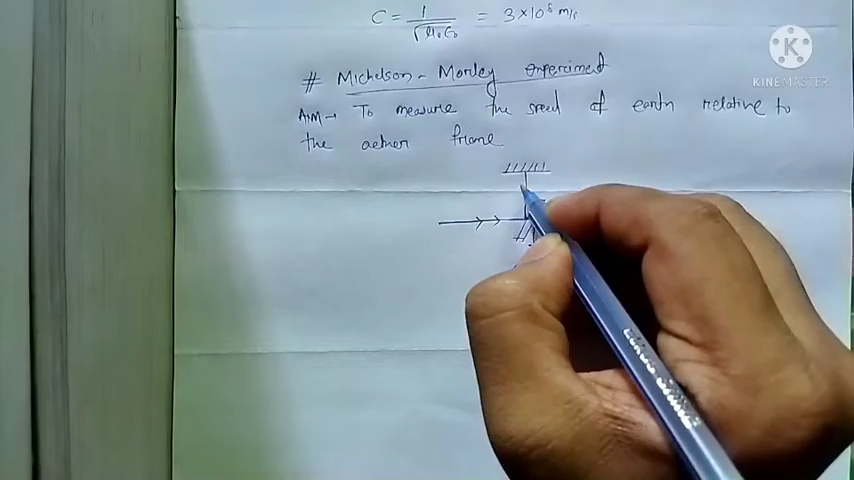 C = 1/√μ₀ε₀ = 3×10⁸ m/s
K
KINEMASTER
# Michelson - Morley experiment
AIM → To measure the speed of earth relative to
the aether frame